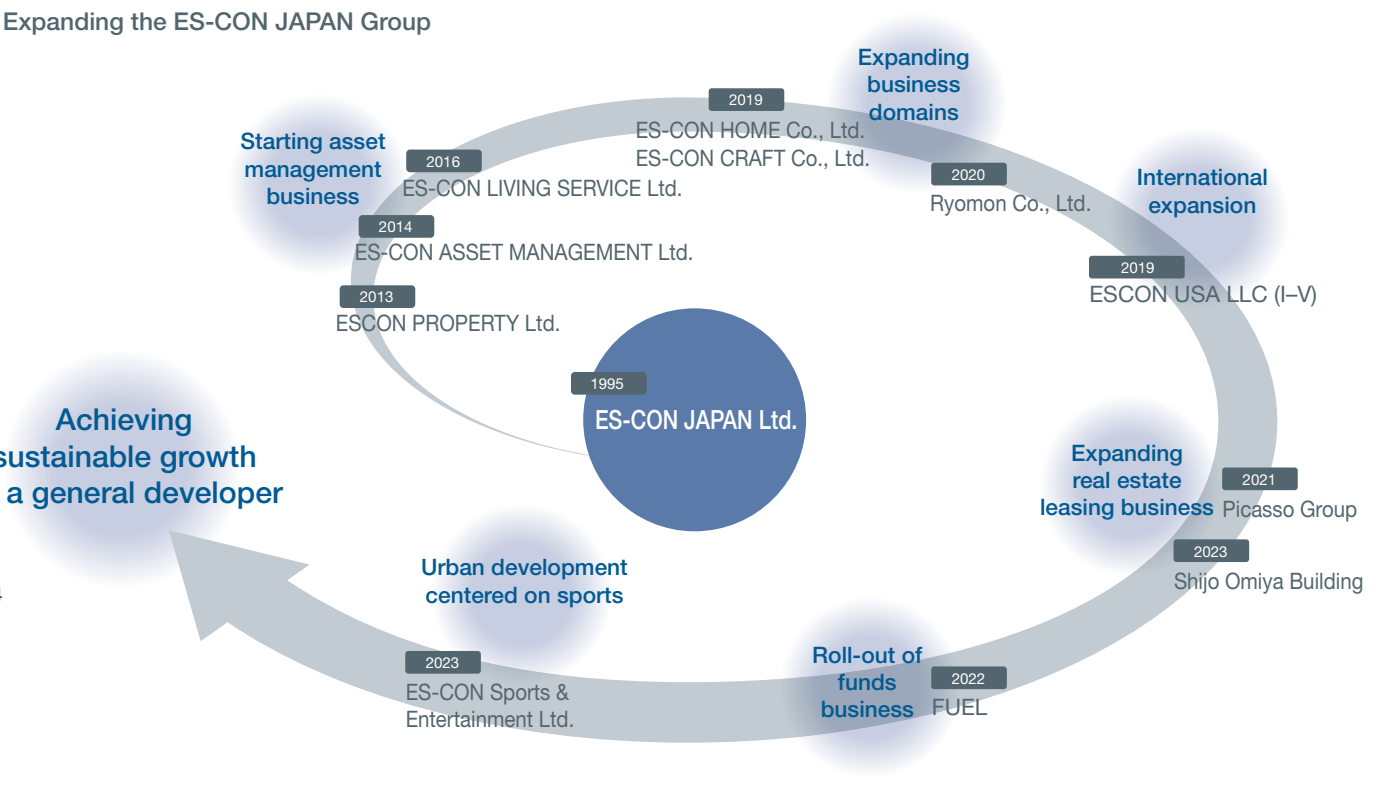 Expanding the ES-CON JAPAN Group
1995
ES-CON JAPAN Ltd.
2013
ESCON PROPERTY Ltd.
2014
ES-CON ASSET MANAGEMENT Ltd.
Starting asset
management
business
2016
ES-CON LIVING SERVICE Ltd.
2019
ES-CON HOME Co., Ltd.
ES-CON CRAFT Co., Ltd.
Expanding
business
domains
2020
Ryomon Co., Ltd.
International
expansion
2019
ESCON USA LLC (I–V)
Expanding
real estate
leasing business
2021
Picasso Group
2023
Shijo Omiya Building
Roll-out of
funds
business
2022
FUEL
Urban development
centered on sports
2023
ES-CON Sports &
Entertainment Ltd.
Achieving
sustainable growth
a general developer